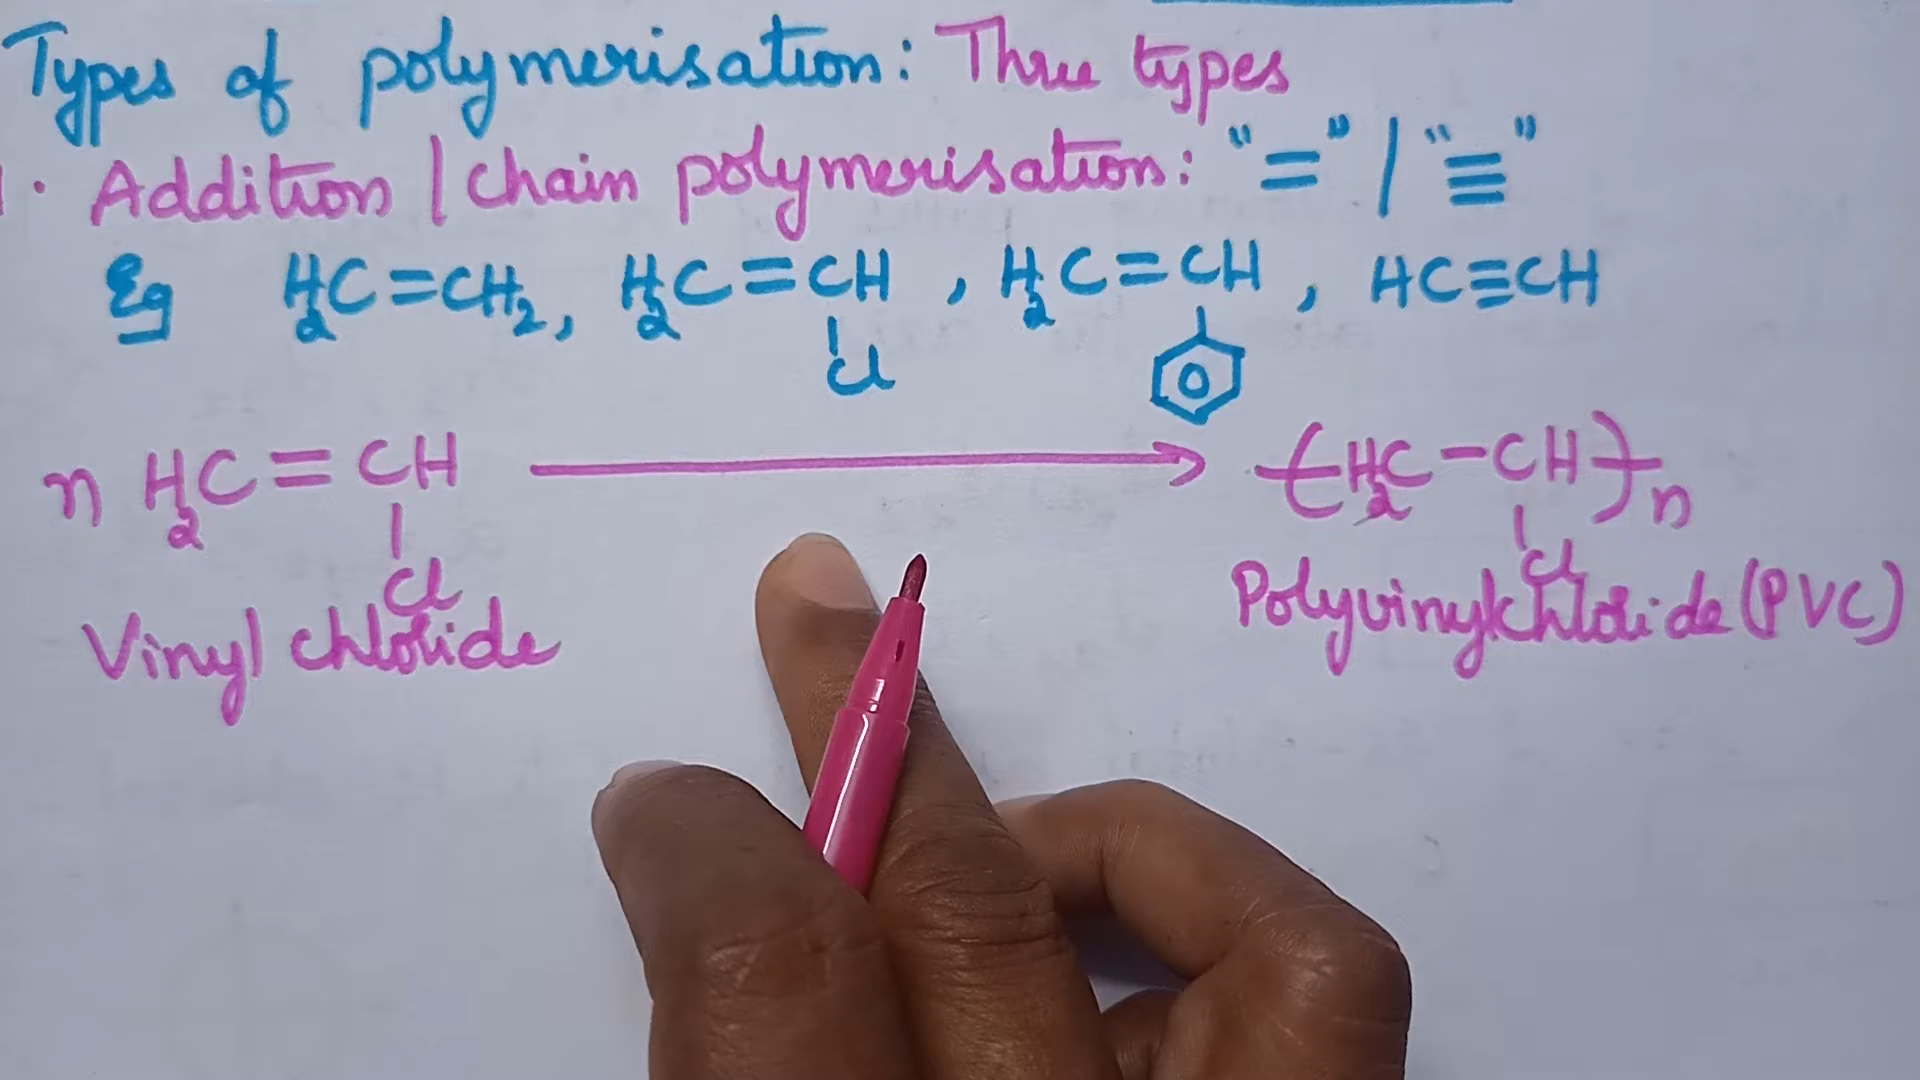 Types of polymerisation: Three types
1. Addition / chain polymerisation: "=" / "≡"
Eg H₂C=CH₂, H₂C=CH , H₂C=CH , HC≡CH
Cl
n H₂C=CH → -(H₂C-CH)-n
Cl Cl
Vinyl chloride Polyvinylchloride (PVC)